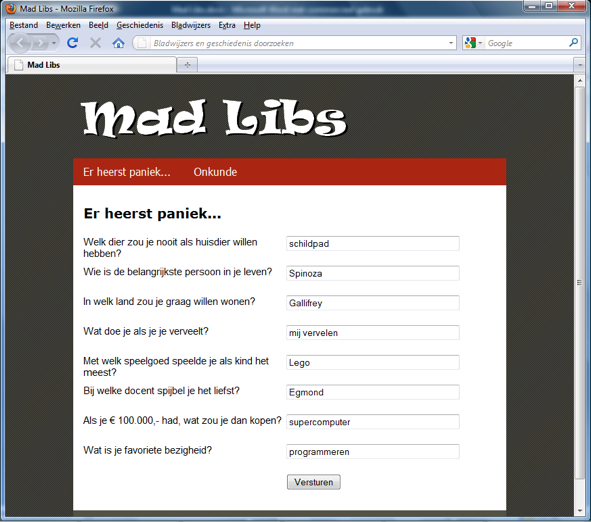 Mad Libs - Mozilla Firefox
Bestand Bewerken Beeld Geschiedenis Bladwijzers Extra Help
Bladwijzers en geschiedenis doorzoeken
Google
Mad Libs
Mad Libs
Er heerst paniek... Onkunde
Er heerst paniek...
Welk dier zou je nooit als huisdier willen
hebben?
schildpad
Wie is de belangrijkste persoon in je leven?
Spinoza
In welk land zou je graag willen wonen?
Gallifrey
Wat doe je als je je verveelt?
mij vervelen
Met welk speelgoed speelde je als kind het
meest?
Lego
Bij welke docent spijbel je het liefst?
Egmond
Als je € 100.000,- had, wat zou je dan kopen?
supercomputer
Wat is je favoriete bezigheid?
programmeren
Versturen